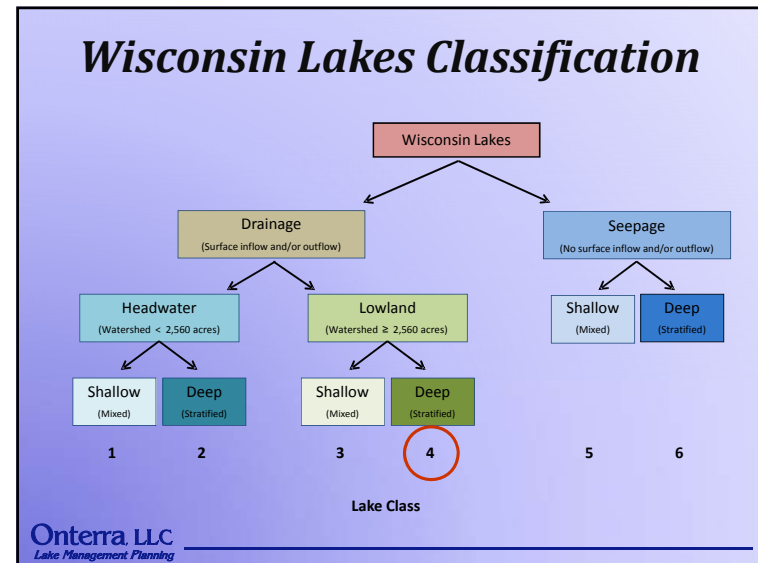 Wisconsin Lakes Classification
Wisconsin Lakes
Drainage
(Surface inflow and/or outflow)
Seepage
(No surface inflow and/or outflow)
Headwater
(Watershed < 2,560 acres)
Lowland
(Watershed ≥ 2,560 acres)
Shallow
(Mixed)
Deep
(Stratified)
Shallow
(Mixed)
Deep
(Stratified)
Shallow
(Mixed)
Deep
(Stratified)
1 2 3 4 5 6
Lake Class
Onterra, LLC
Lake Management Planning